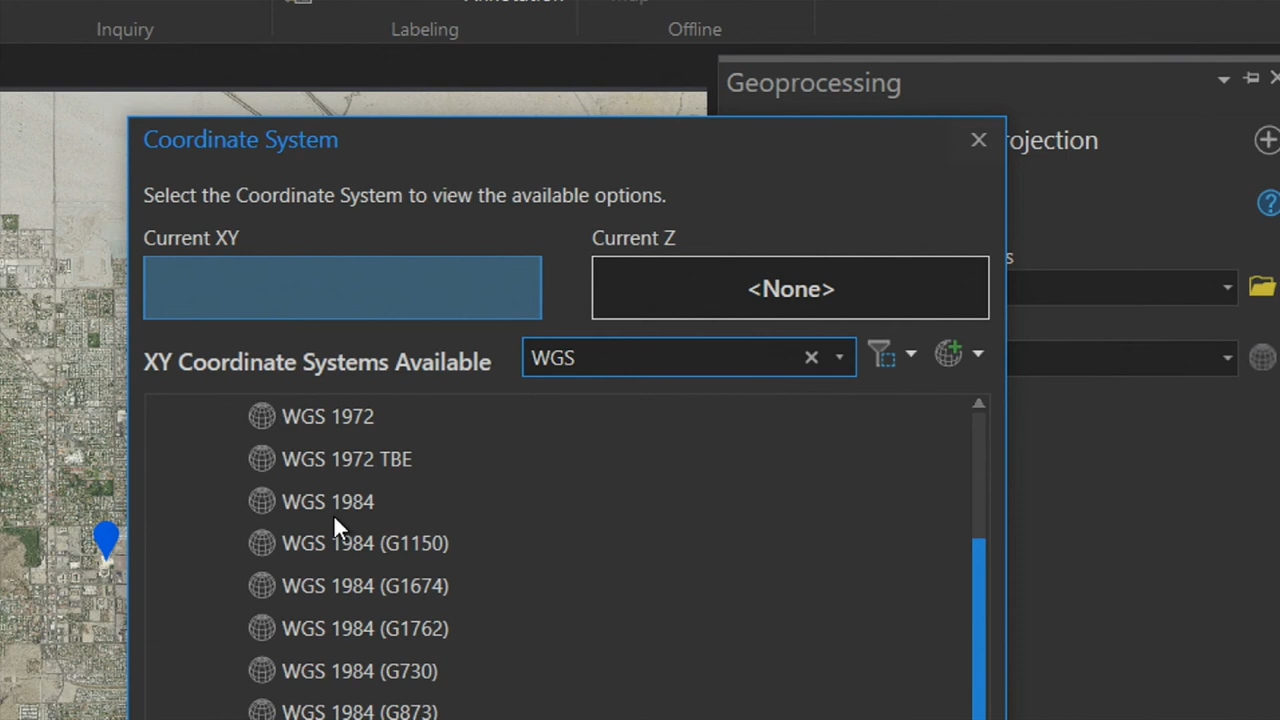 Annotation
Map
Inquiry
Labeling
Offline
Geoprocessing
ojection
Coordinate System
Select the Coordinate System to view the available options.
Current XY
Current Z
s
<None>
XY Coordinate Systems Available
WGS
WGS 1972
WGS 1972 TBE
WGS 1984
WGS 1984 (G1150)
WGS 1984 (G1674)
WGS 1984 (G1762)
WGS 1984 (G730)
WGS 1984 (G873)